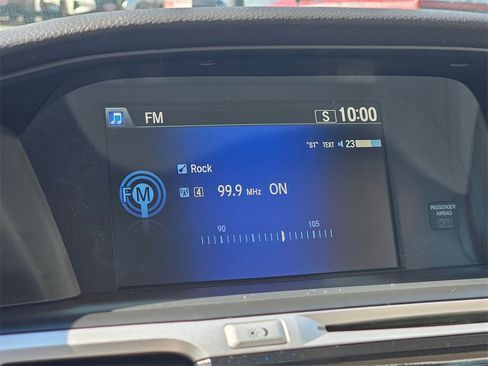 FM S 10:00
"ST" TEXT 23
Rock
FM 4 99.9 MHz ON
90 105
PASSENGER
AIRBAG